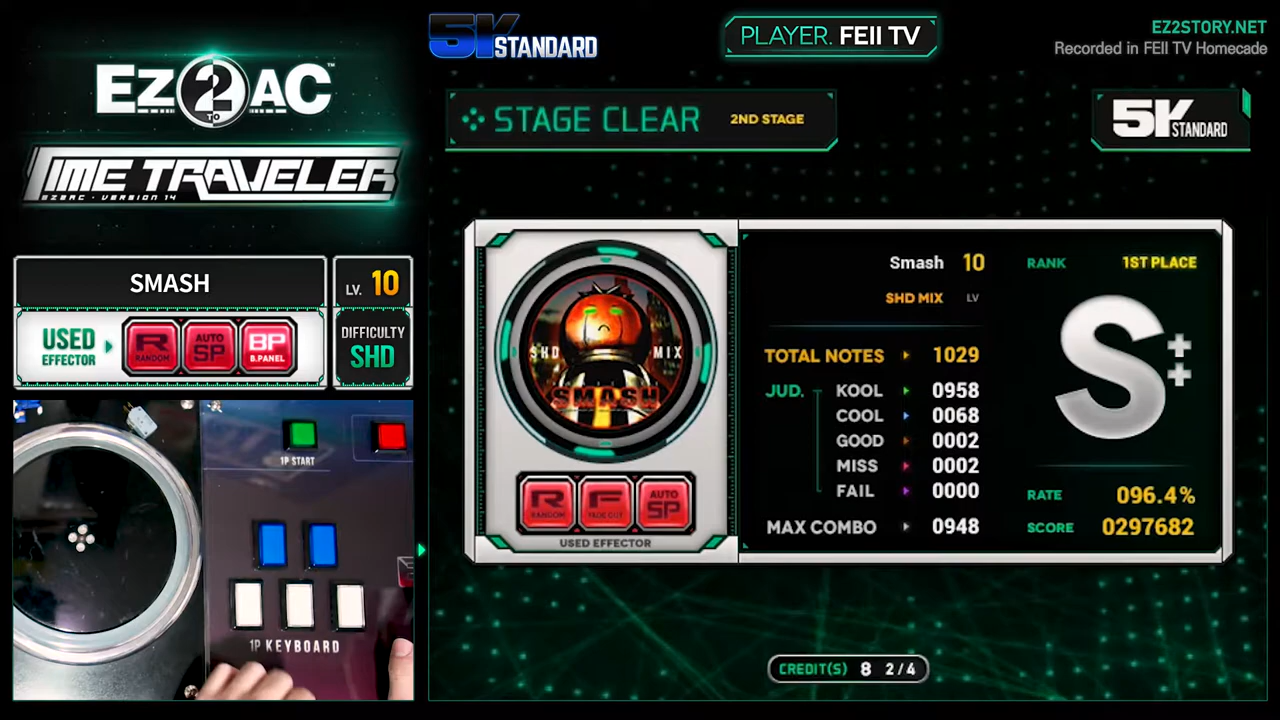 EZ2AC™
TO
TIME TRAVELER
EZ2AC · VERSION 14
SMASH
LV. 10
USED
EFFECTOR
R
RANDOM
AUTO
SP
BP
B.PANEL
DIFFICULTY
SHD
1P START
1P KEYBOARD
5K STANDARD
PLAYER. FEII TV
EZ2STORY.NET
Recorded in FEII TV Homecade
STAGE CLEAR
2ND STAGE
5K STANDARD
SHD MIX
SMASH
R
RANDOM
F
FADE OUT
AUTO
SP
USED EFFECTOR
Smash 10
SHD MIX LV
TOTAL NOTES 1029
JUD.
KOOL 0958
COOL 0068
GOOD 0002
MISS 0002
FAIL 0000
MAX COMBO 0948
RANK 1ST PLACE
S++
RATE 096.4%
SCORE 0297682
CREDIT(S) 8 2/4